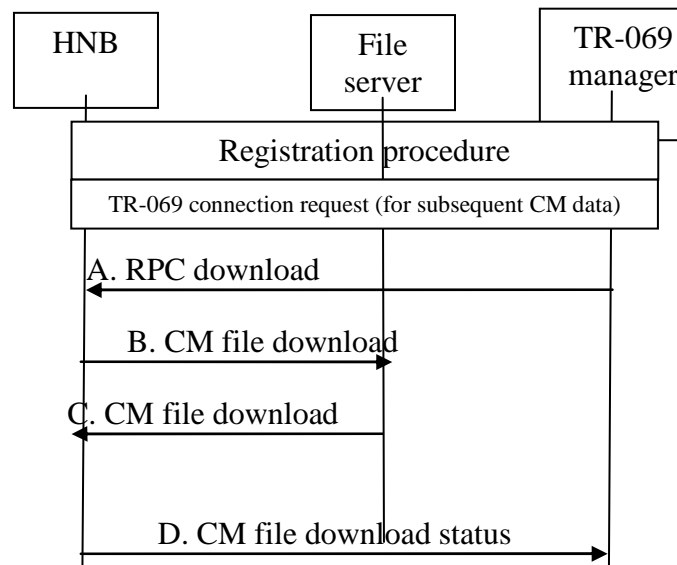 HNB
File
server
TR-069
manager
Registration procedure
TR-069 connection request (for subsequent CM data)
A. RPC download
B. CM file download
C. CM file download
D. CM file download status